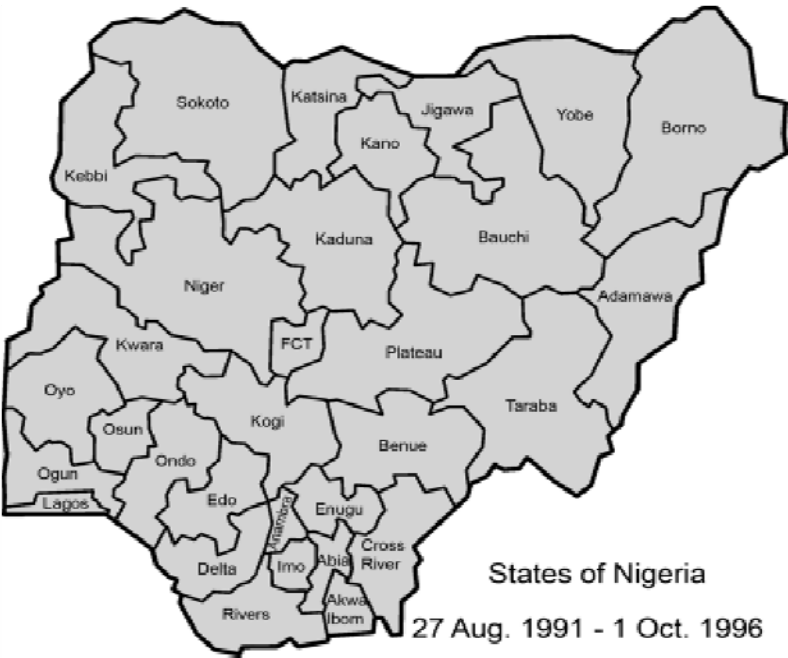 Sokoto
Katsina
Jigawa
Yobe
Borno
Kano
Kebbi
Kaduna
Bauchi
Niger
Adamawa
Kwara
FCT
Plateau
Oyo
Taraba
Osun
Kogi
Benue
Ondo
Ogun
Edo
Lagos
Anambra
Enugu
Cross
River
Delta
Imo
Abia
Akwa
Ibom
Rivers
States of Nigeria
27 Aug. 1991 - 1 Oct. 1996